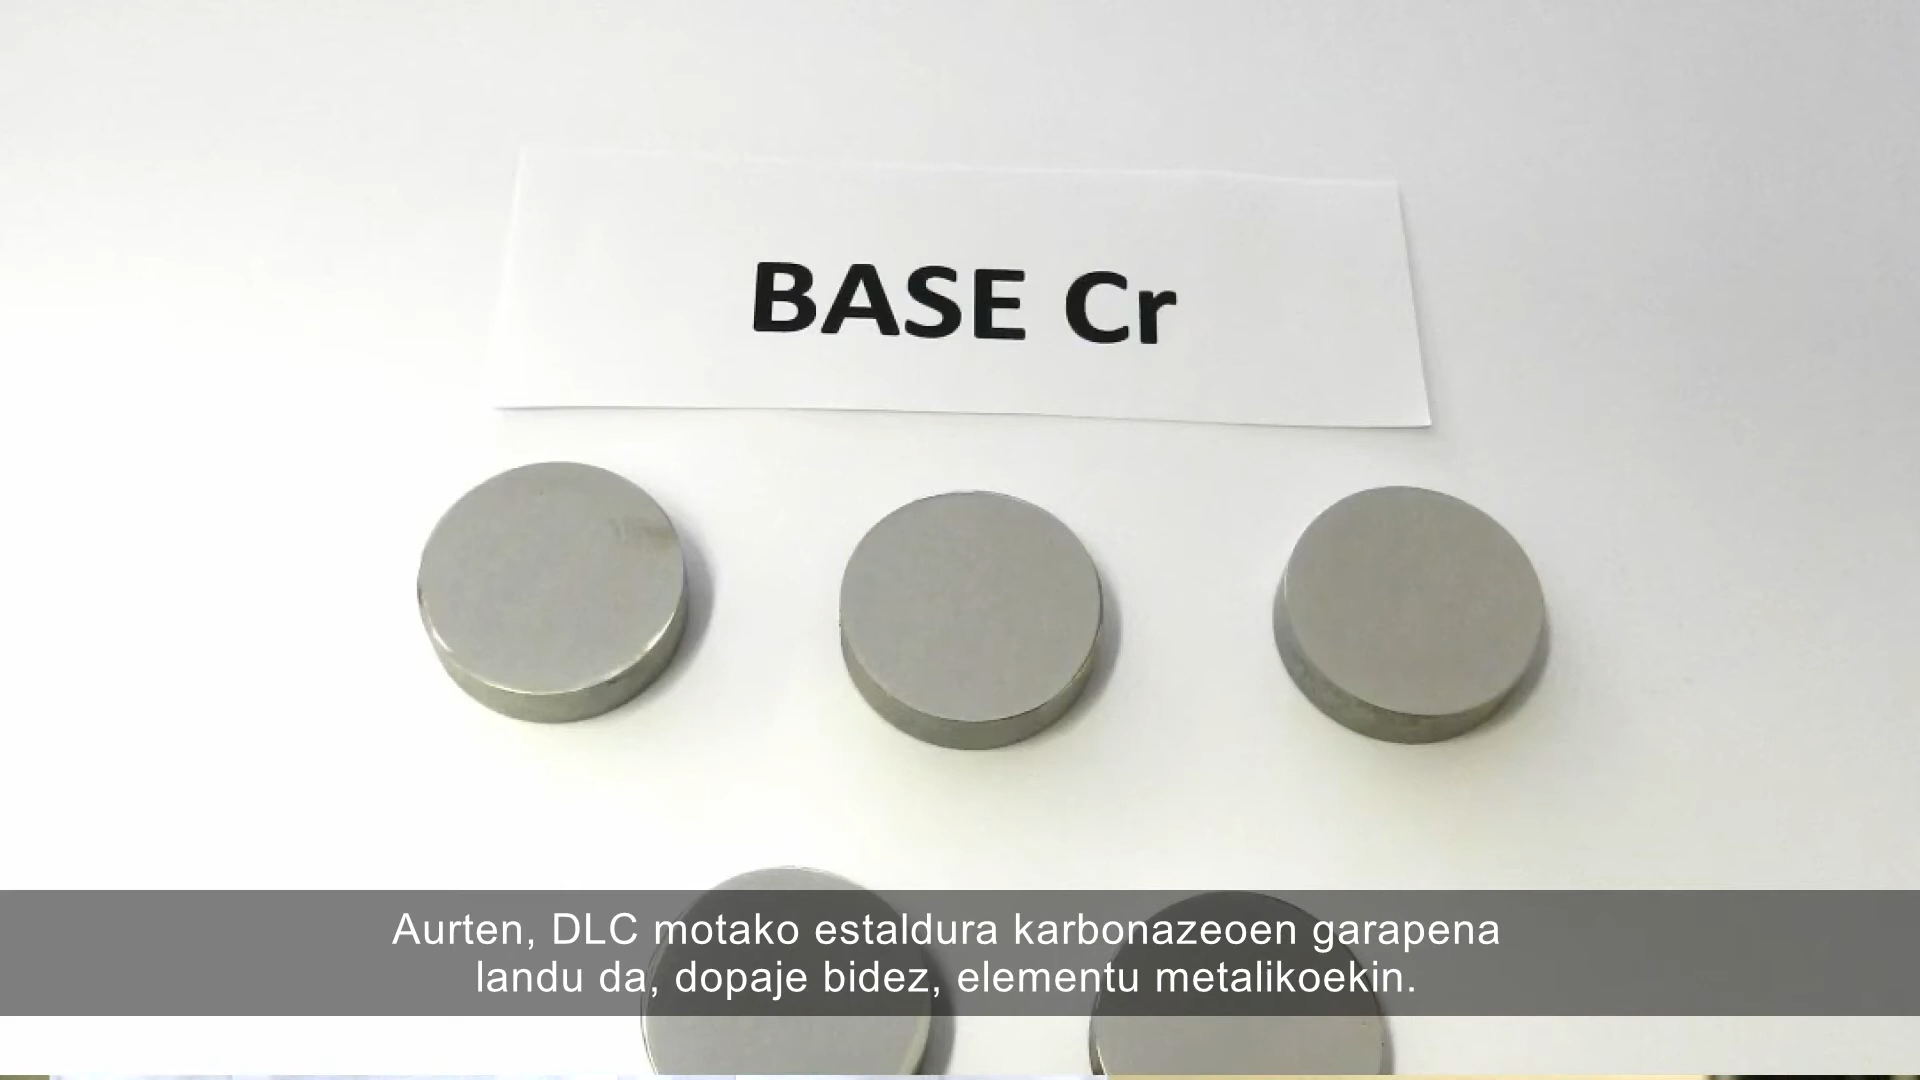 BASE Cr
Aurten, DLC motako estaldura karbonazeoen garapena
landu da, dopaje bidez, elementu metalikoekin.